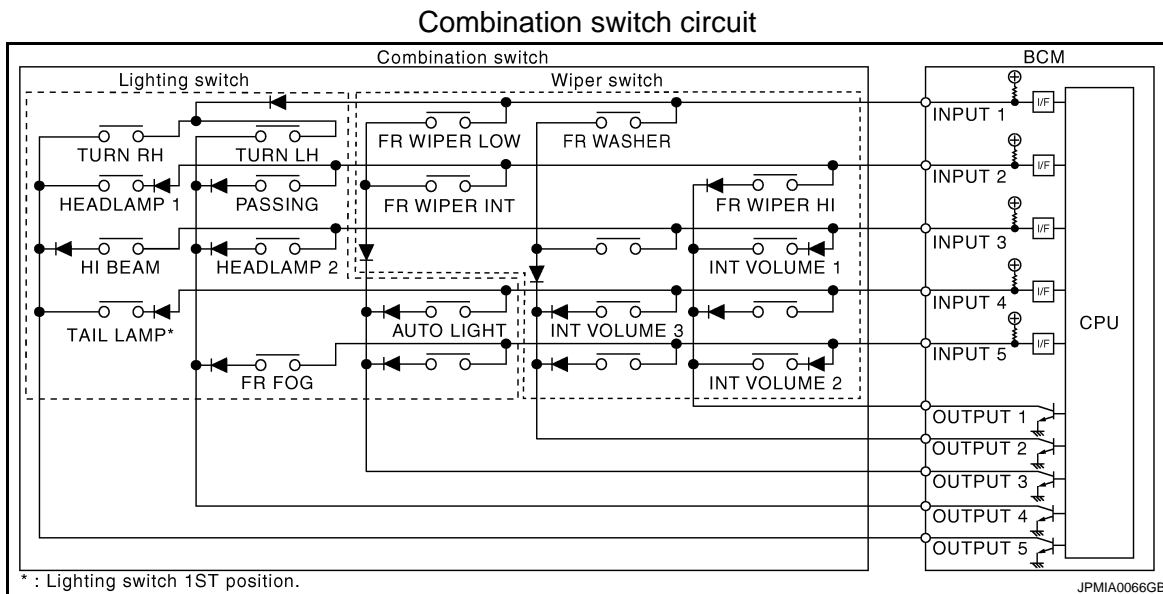 Combination switch circuit
Combination switch
BCM
Lighting switch
Wiper switch
I/F
INPUT 1
TURN RH
TURN LH
FR WIPER LOW
FR WASHER
I/F
INPUT 2
HEADLAMP 1
PASSING
FR WIPER INT
FR WIPER HI
I/F
INPUT 3
HI BEAM
HEADLAMP 2
INT VOLUME 1
I/F
INPUT 4
CPU
TAIL LAMP*
AUTO LIGHT
INT VOLUME 3
I/F
INPUT 5
FR FOG
INT VOLUME 2
OUTPUT 1
OUTPUT 2
OUTPUT 3
OUTPUT 4
OUTPUT 5
* : Lighting switch 1ST position.
JPMIA0066GB